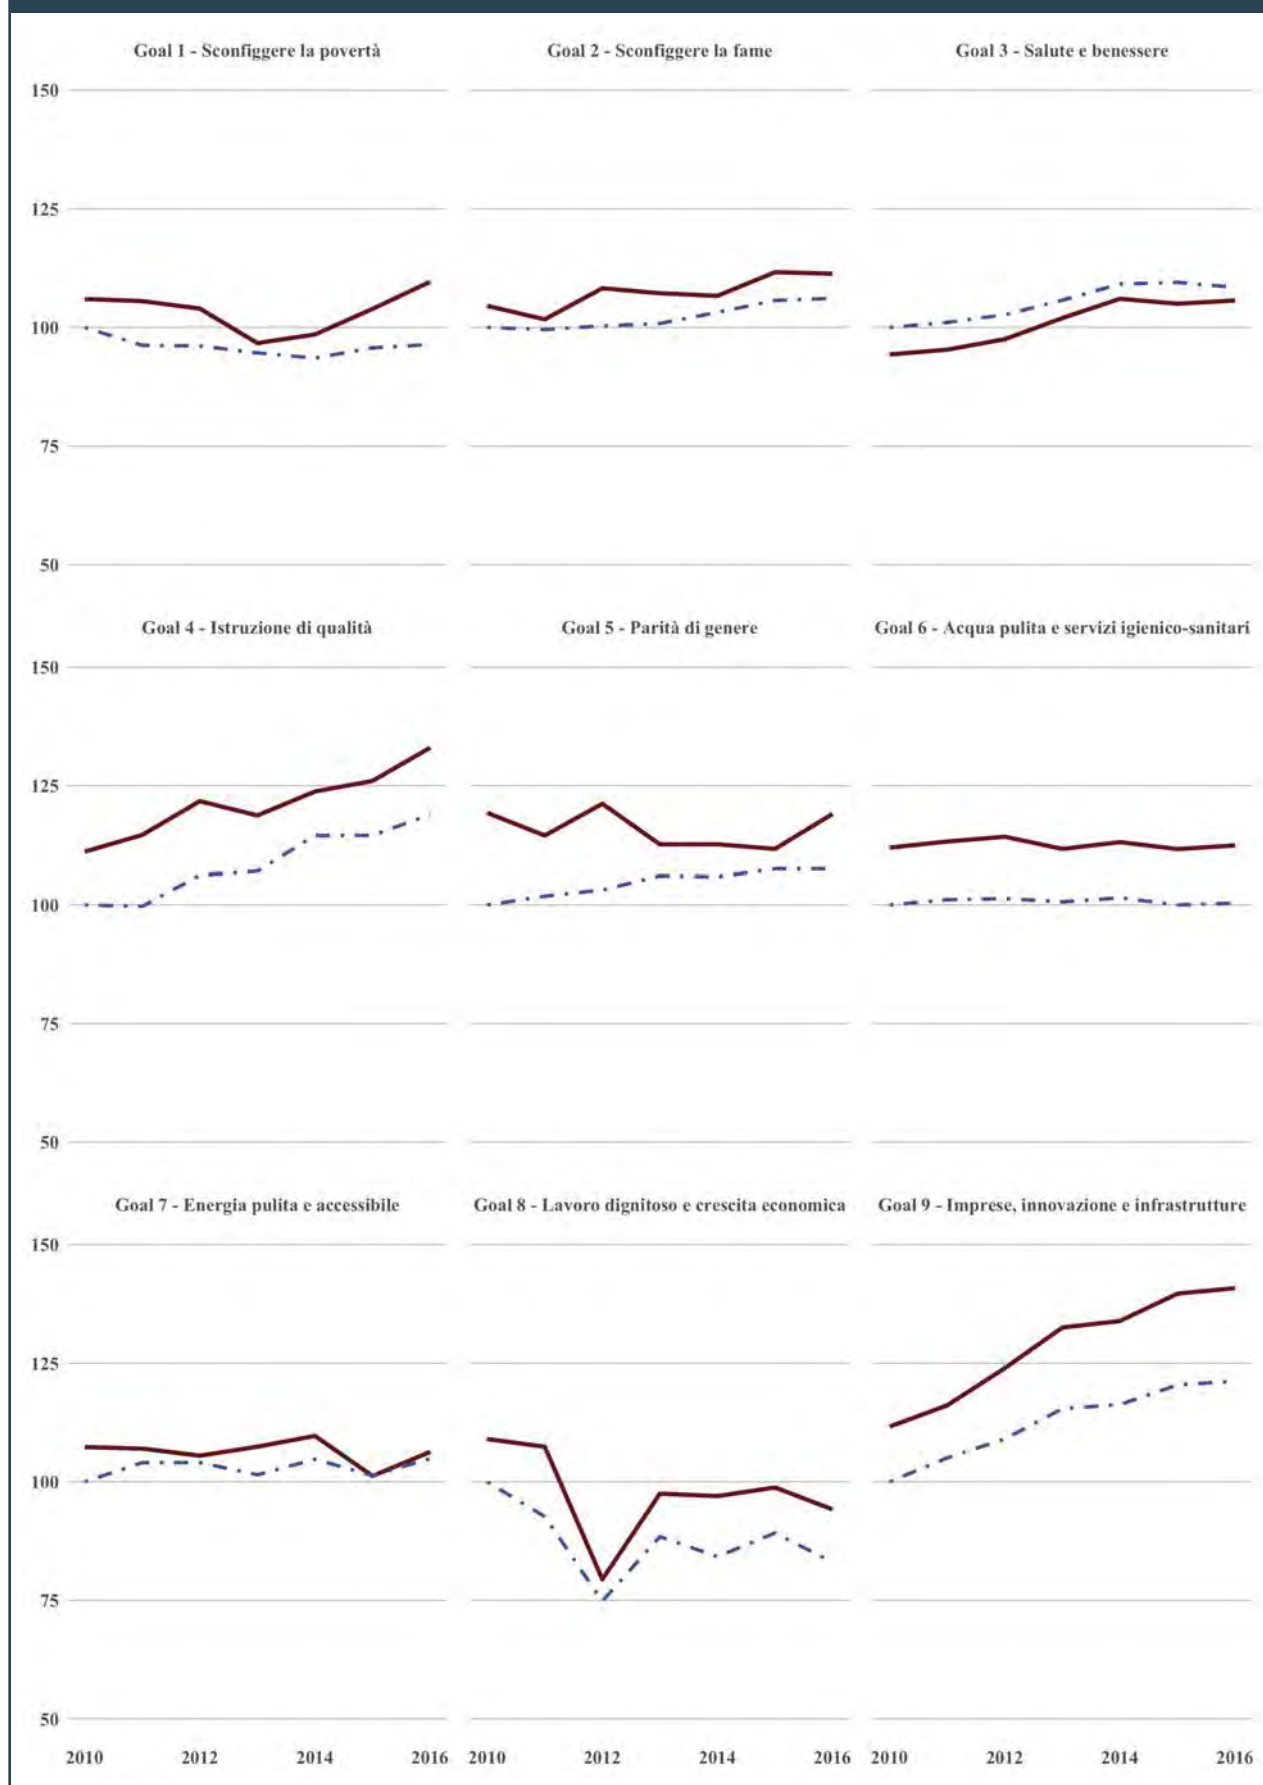 Goal 1 - Sconfiggere la povertà
Goal 2 - Sconfiggere la fame
Goal 3 - Salute e benessere
150
125
100
75
50
Goal 4 - Istruzione di qualità
Goal 5 - Parità di genere
Goal 6 - Acqua pulita e servizi igienico-sanitari
150
125
100
75
50
Goal 7 - Energia pulita e accessibile
Goal 8 - Lavoro dignitoso e crescita economica
Goal 9 - Imprese, innovazione e infrastrutture
150
125
100
75
50
2010 2012 2014 2016
2010 2012 2014 2016
2010 2012 2014 2016